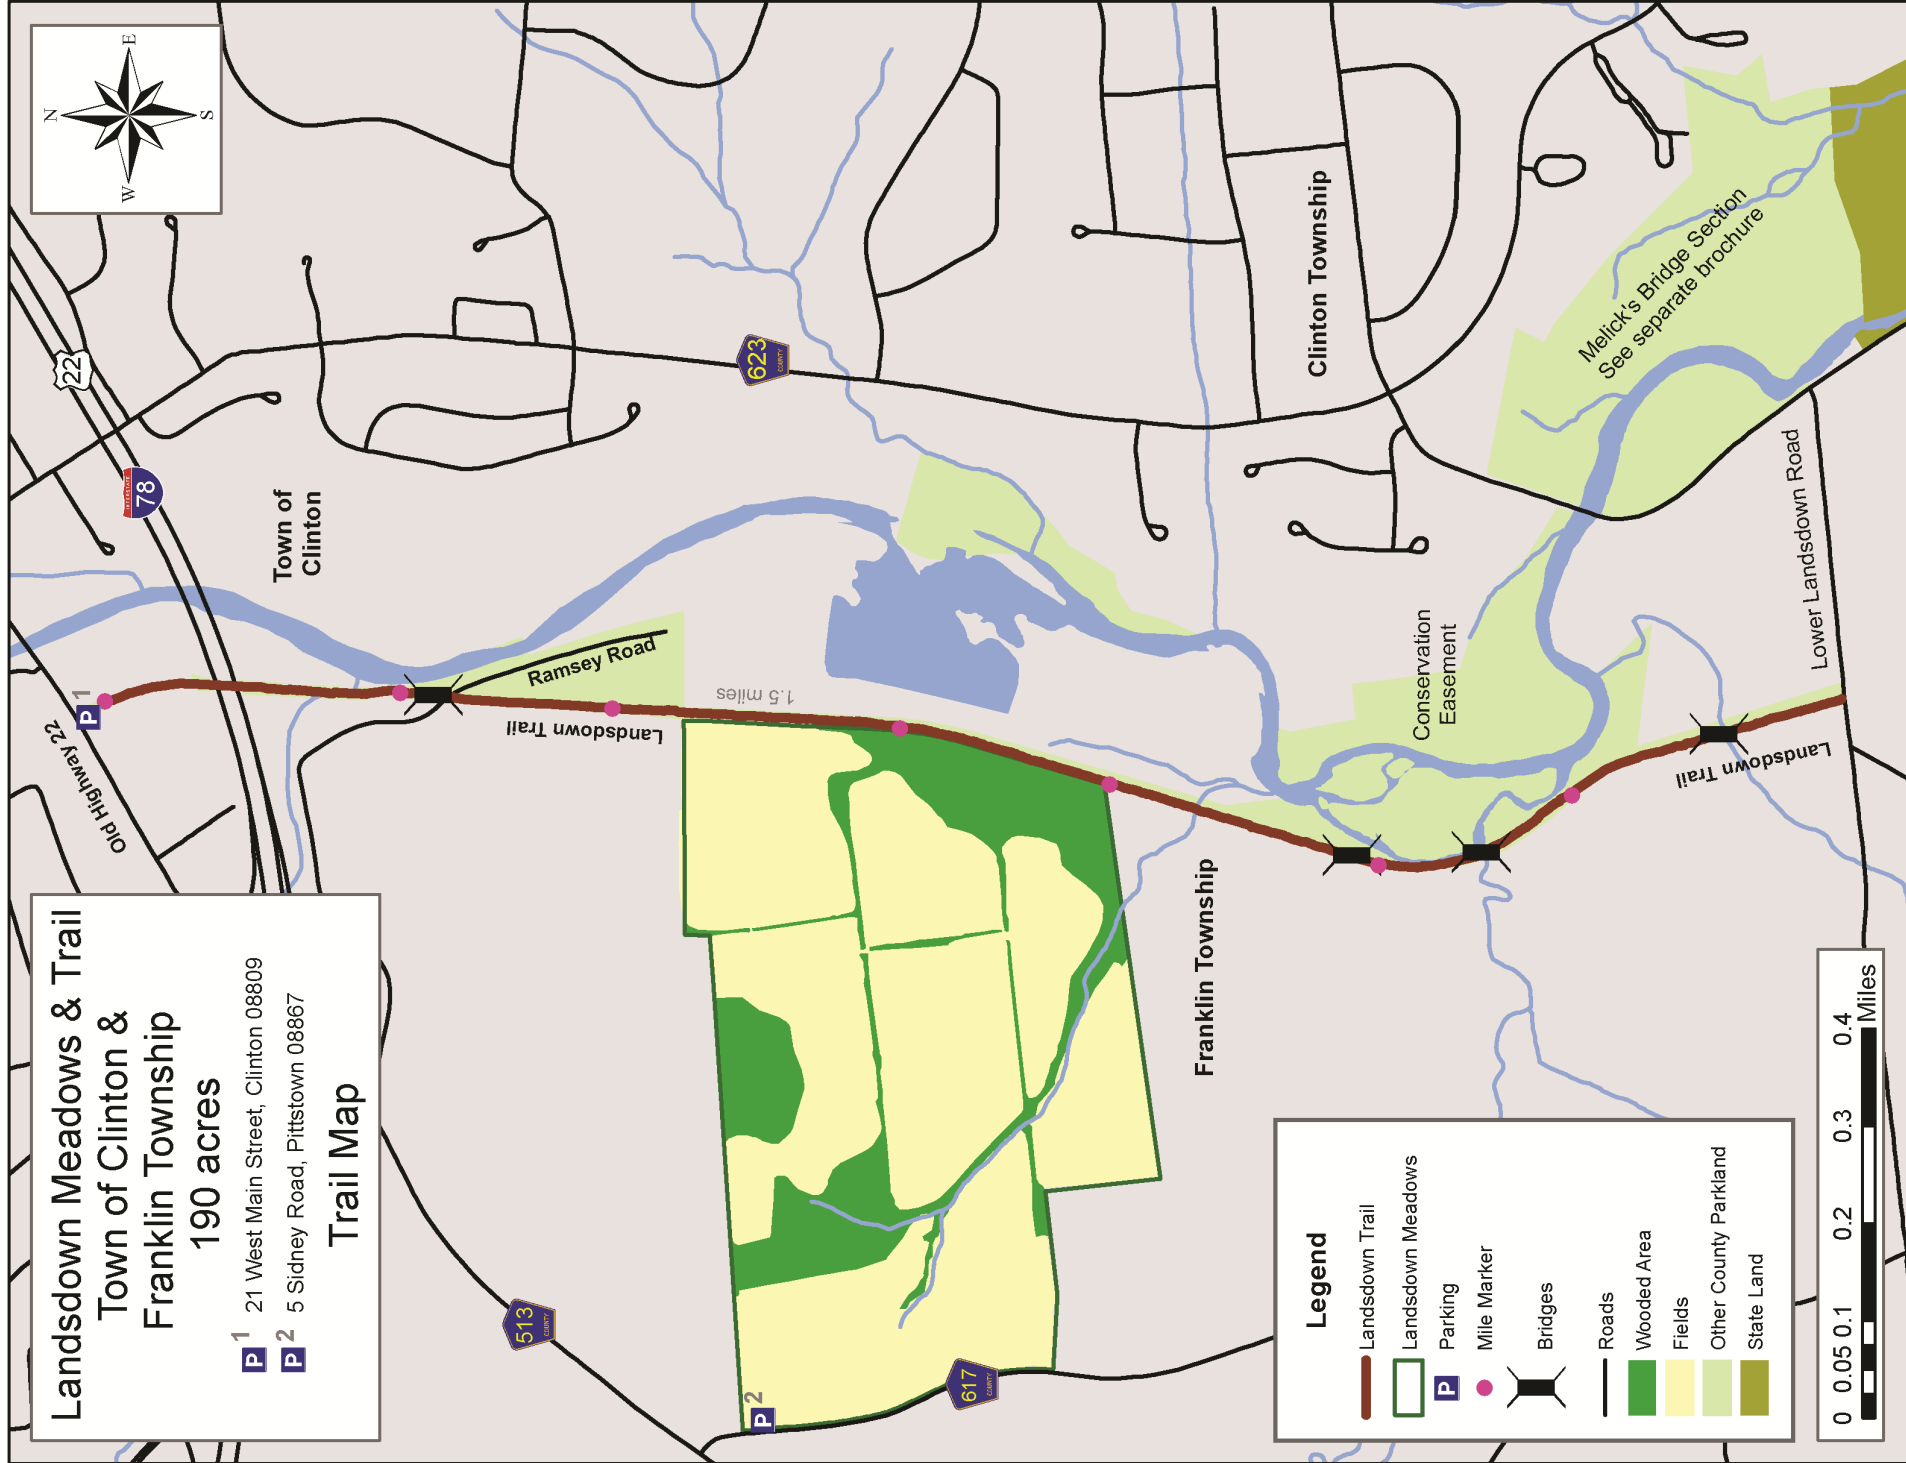 Landsdown Meadows & Trail
Town of Clinton &
Franklin Township
190 acres
P 1 21 West Main Street, Clinton 08809
P 2 5 Sidney Road, Pittstown 08867
Trail Map
N
E
S
W
22
INTERSTATE
78
Old Highway 22
P 1
Town of
Clinton
Ramsey Road
Landsdown Trail
1.5 miles
623
COUNTY
Clinton Township
Melick's Bridge Section
See separate brochure
Conservation
Easement
Lower Landsdown Road
Landsdown Trail
Franklin Township
513
COUNTY
617
COUNTY
P 2
Legend
Landsdown Trail
Landsdown Meadows
P Parking
Mile Marker
Bridges
Roads
Wooded Area
Fields
Other County Parkland
State Land
0 0.05 0.1 0.2 0.3 0.4
Miles